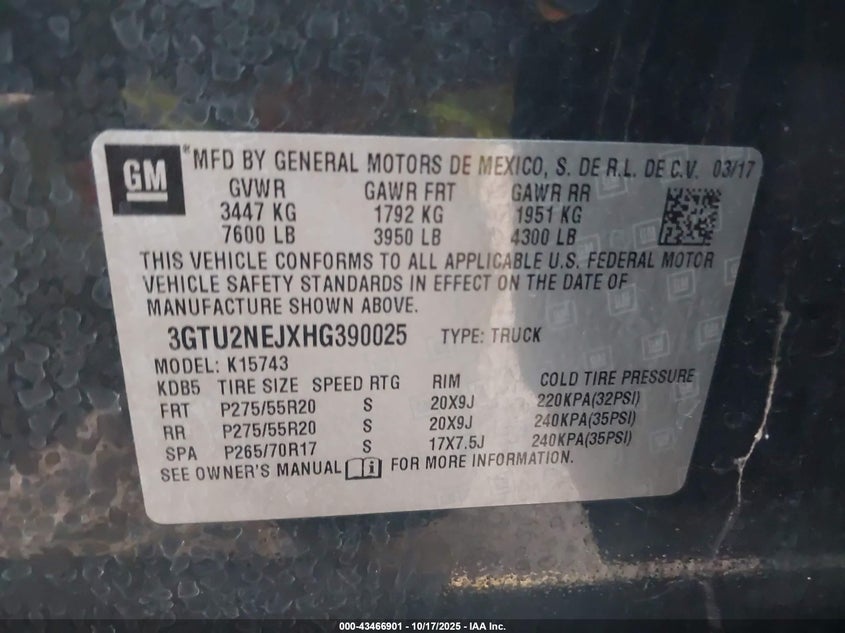 GM
*MFD BY GENERAL MOTORS DE MEXICO, S. DE R.L. DE C.V. 03/17
GVWR GAWR FRT GAWR RR
3447 KG 1792 KG 1951 KG
7600 LB 3950 LB 4300 LB
THIS VEHICLE CONFORMS TO ALL APPLICABLE U.S. FEDERAL MOTOR
VEHICLE SAFETY STANDARDS IN EFFECT ON THE DATE OF
MANUFACTURE SHOWN ABOVE.
3GTU2NEJXHG390025 TYPE: TRUCK
MODEL: K15743
KDB5 TIRE SIZE SPEED RTG RIM COLD TIRE PRESSURE
FRT P275/55R20 S 20X9J 220KPA(32PSI)
RR P275/55R20 S 20X9J 240KPA(35PSI)
SPA P265/70R17 S 17X7.5J 240KPA(35PSI)
SEE OWNER'S MANUAL FOR MORE INFORMATION.
000-43466901 - 10/17/2025 - IAA Inc.